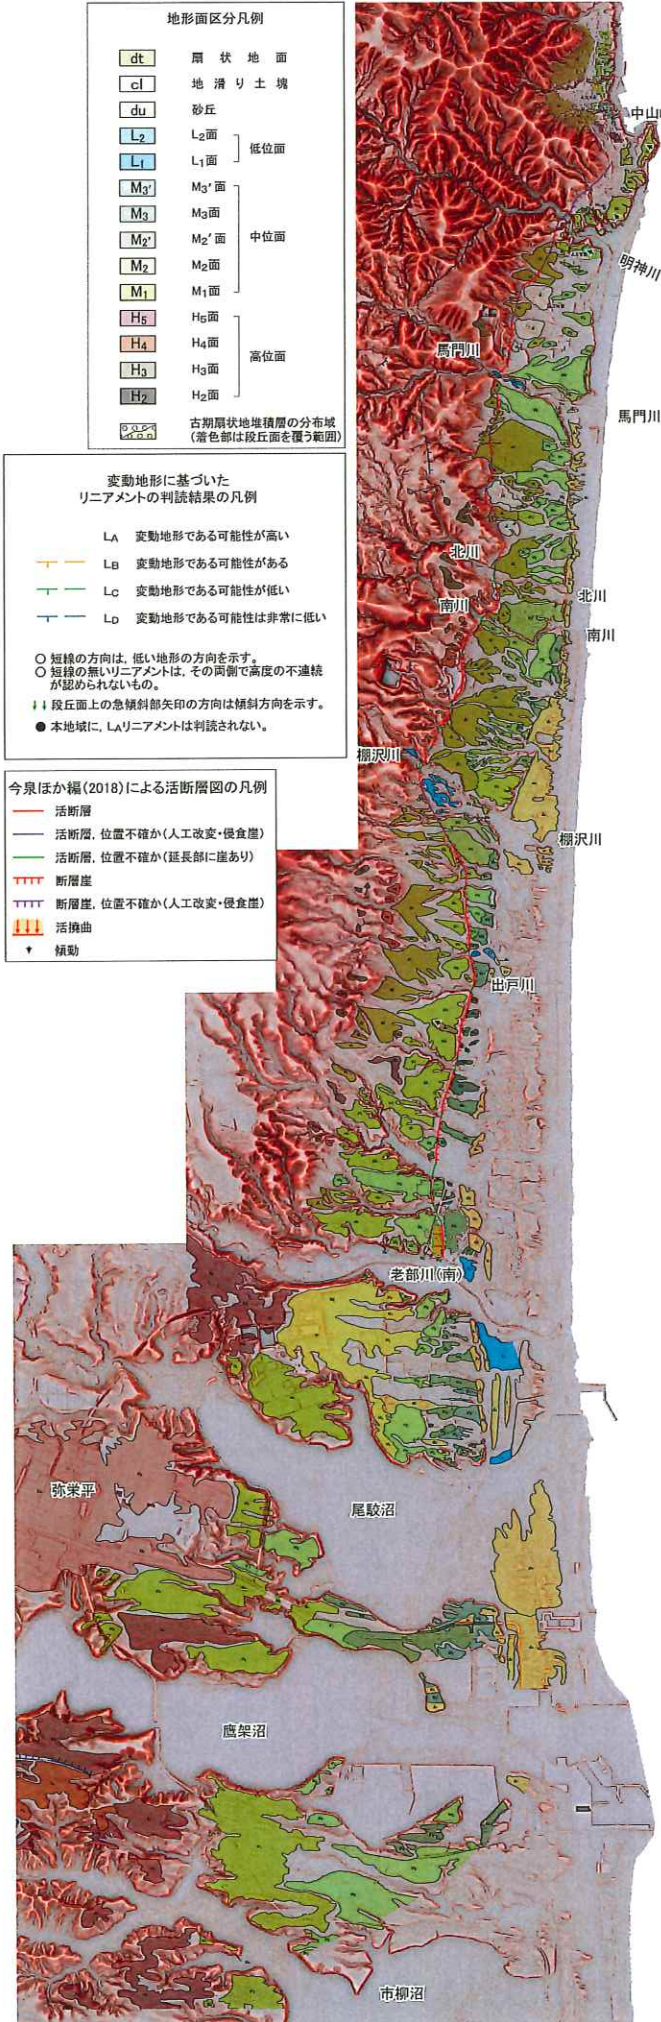 地形面区分凡例
dt 扇状地面
cl 地滑り土塊
du 砂丘
L2 L2面
L1 L1面
低位面
M3' M3'面
M3 M3面
M2' M2'面
M2 M2面
M1 M1面
中位面
H5 H5面
H4 H4面
H3 H3面
H2 H2面
高位面
古期扇状地堆積層の分布域
(着色部は段丘面を覆う範囲)
変動地形に基づいた
リニアメントの判読結果の凡例
LA 変動地形である可能性が高い
LB 変動地形である可能性がある
LC 変動地形である可能性が低い
LD 変動地形である可能性は非常に低い
○ 短線の方向は,低い地形の方向を示す。
○ 短線の無いリニアメントは,その両側で高度の不連続
が認められないもの。
段丘面上の急傾斜部矢印の方向は傾斜方向を示す。
● 本地域に,LAリニアメントは判読されない。
今泉ほか編(2018)による活断層図の凡例
活断層
活断層,位置不確か(人工改変・侵食崖)
活断層,位置不確か(延長部に崖あり)
断層崖
断層崖,位置不確か(人工改変・侵食崖)
活撓曲
傾動
中山
明神川
馬門川
馬門川
北川
南川
北川
南川
棚沢川
棚沢川
出戸川
老部川(南)
弥栄平
尾駮沼
鷹架沼
市柳沼